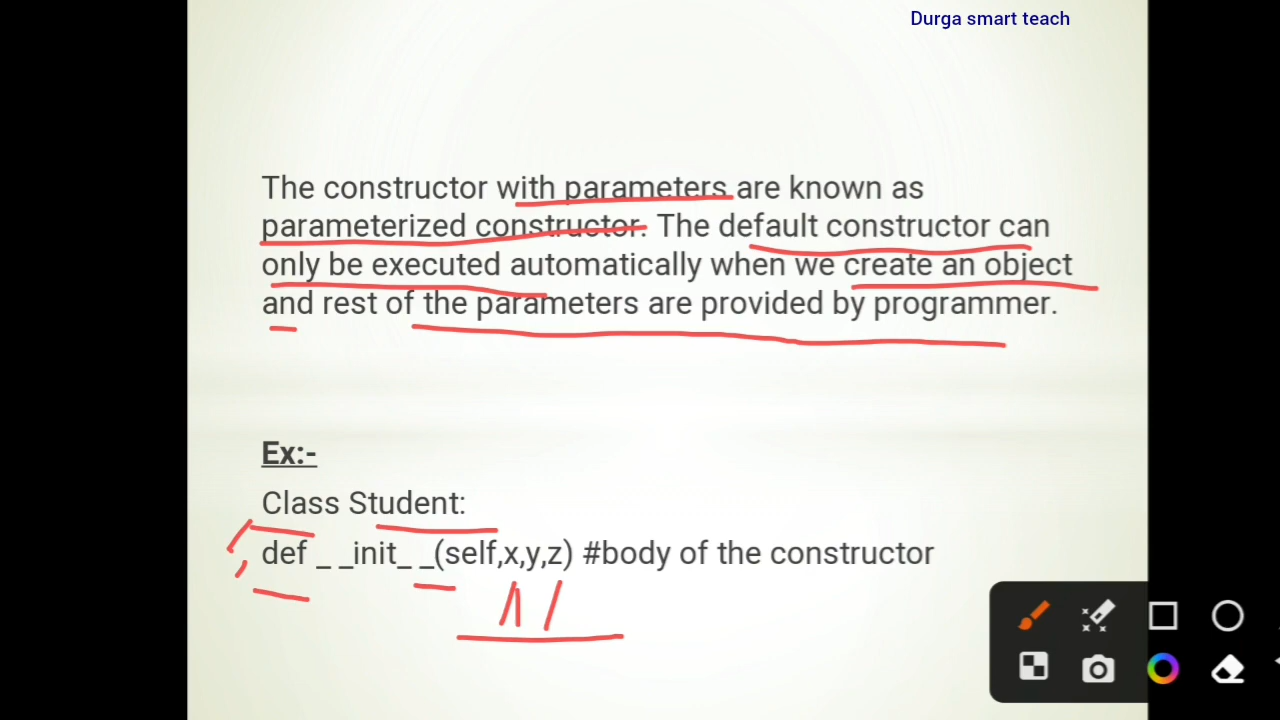 Durga smart teach
The constructor with parameters are known as
parameterized constructor. The default constructor can
only be executed automatically when we create an object
and rest of the parameters are provided by programmer.
Ex:-
Class Student:
def _ _init_ _(self,x,y,z) #body of the constructor